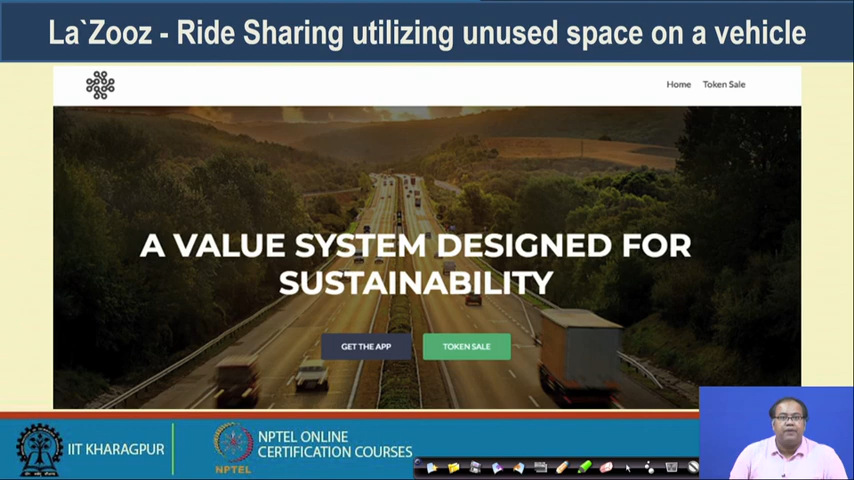 La`Zooz - Ride Sharing utilizing unused space on a vehicle
Home Token Sale
A VALUE SYSTEM DESIGNED FOR
SUSTAINABILITY
GET THE APP TOKEN SALE
IIT KHARAGPUR
NPTEL
NPTEL ONLINE
CERTIFICATION COURSES